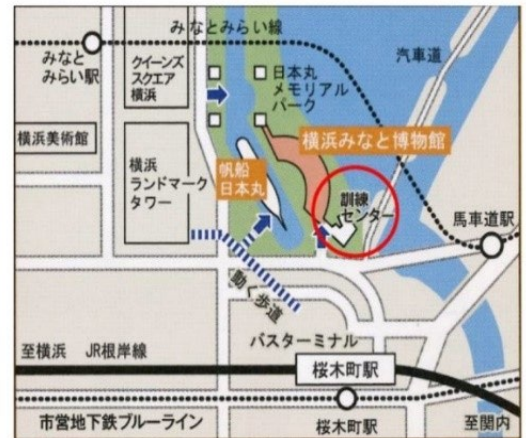 みなとみらい線
みなと
みらい駅
クイーンズ
スクエア
横浜
日本丸
メモリアル
パーク
汽車道
横浜美術館
横浜
ランドマーク
タワー
帆船
日本丸
横浜みなと博物館
訓練
センター
馬車道駅
動く歩道
バスターミナル
至横浜 JR根岸線
桜木町駅
市営地下鉄ブルーライン
桜木町駅
至関内